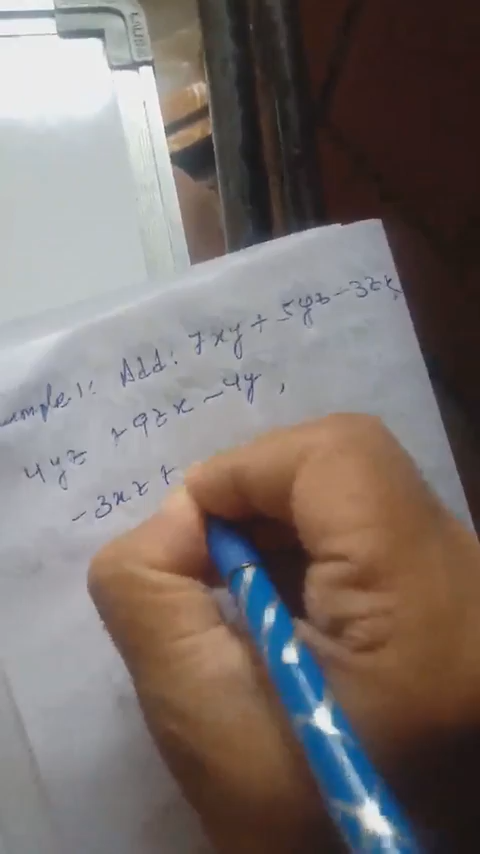 Example 1: Add: 7xy + 5yz - 3zx,
4yz + 9zx - 4y,
- 3xz +